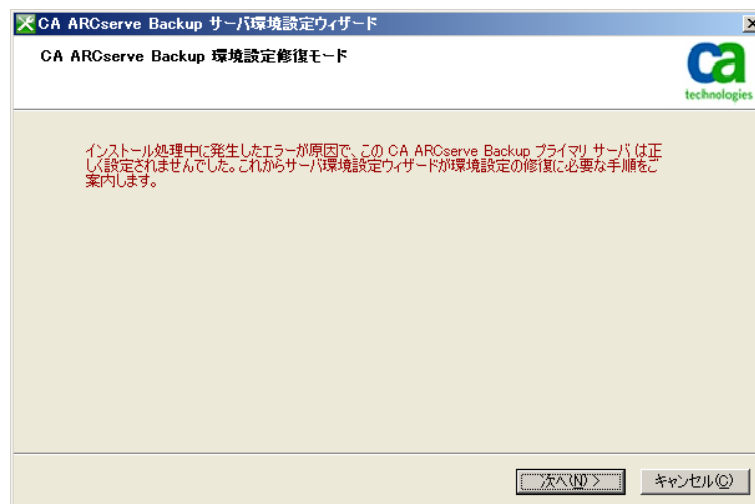 CA ARCserve Backup サーバ環境設定ウィザード
CA ARCserve Backup 環境設定修復モード
ca
technologies
インストール処理中に発生したエラーが原因で、この CA ARCserve Backup プライマリ サーバ は正
しく設定されませんでした。これからサーバ環境設定ウィザードが環境設定の修復に必要な手順をご
案内します。
次へ(N) >
キャンセル(C)